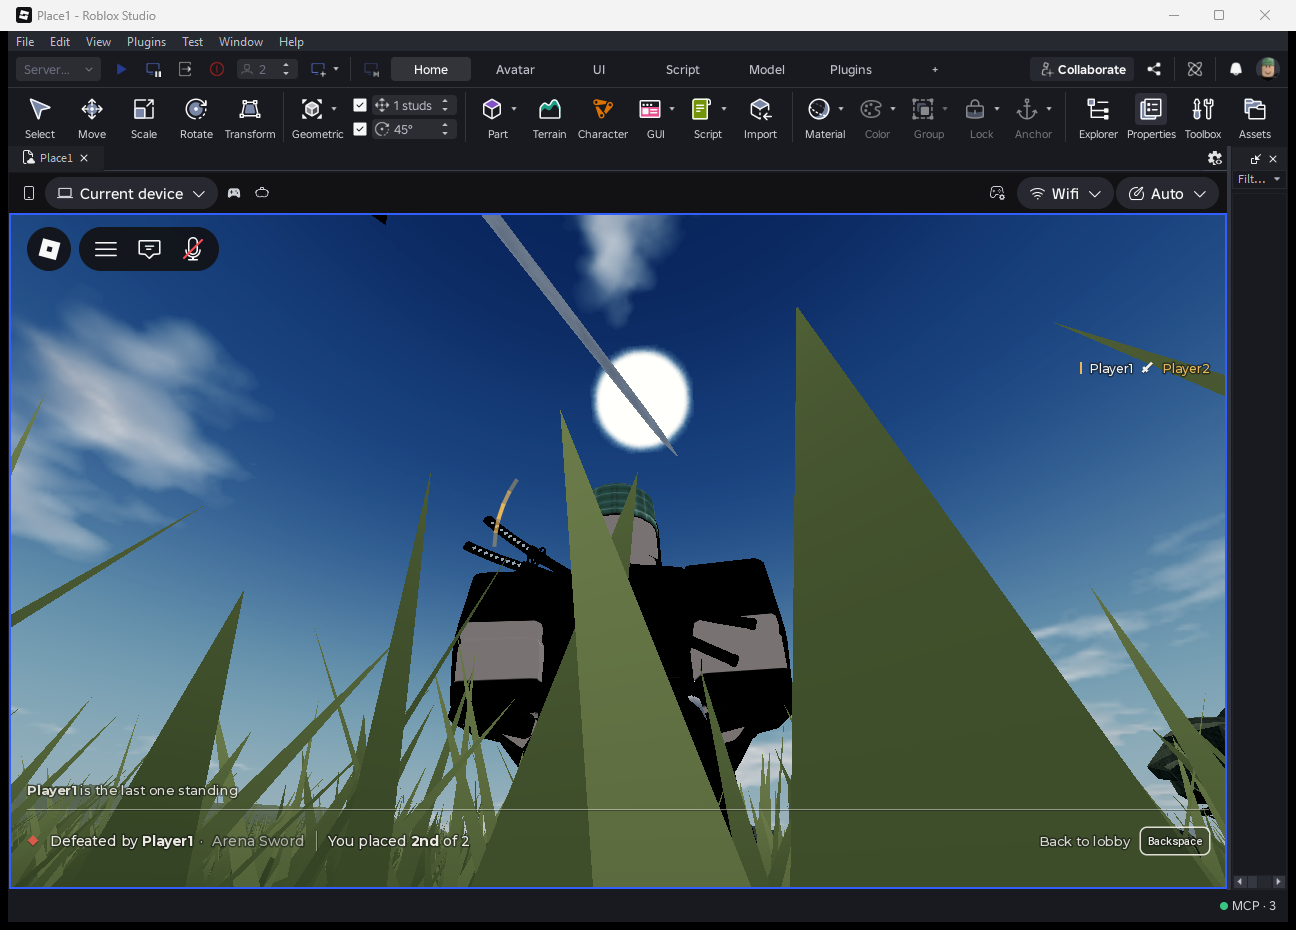 Place1 - Roblox Studio
File Edit View Plugins Test Window Help
Server... 2 Home Avatar UI Script Model Plugins + Collaborate
1 studs
45°
Select Move Scale Rotate Transform Geometric Part Terrain Character GUI Script Import Material Color Group Lock Anchor Explorer Properties Toolbox Assets
Place1
Filt...
Current device Wifi Auto
Player1 Player2
Player1 is the last one standing
Defeated by Player1 · Arena Sword You placed 2nd of 2 Back to lobby Backspace
MCP · 3